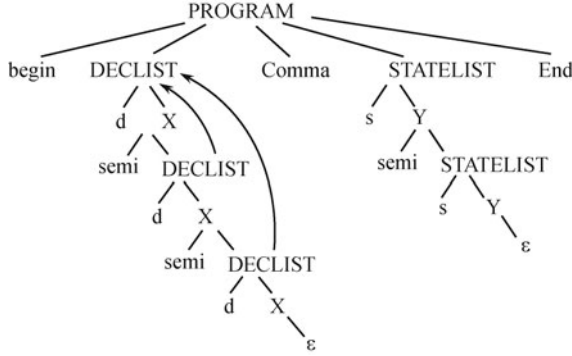 PROGRAM
begin DECLIST Comma STATELIST End
d X s Y
semi DECLIST semi STATELIST
d X s Y
semi DECLIST ε
d X
ε